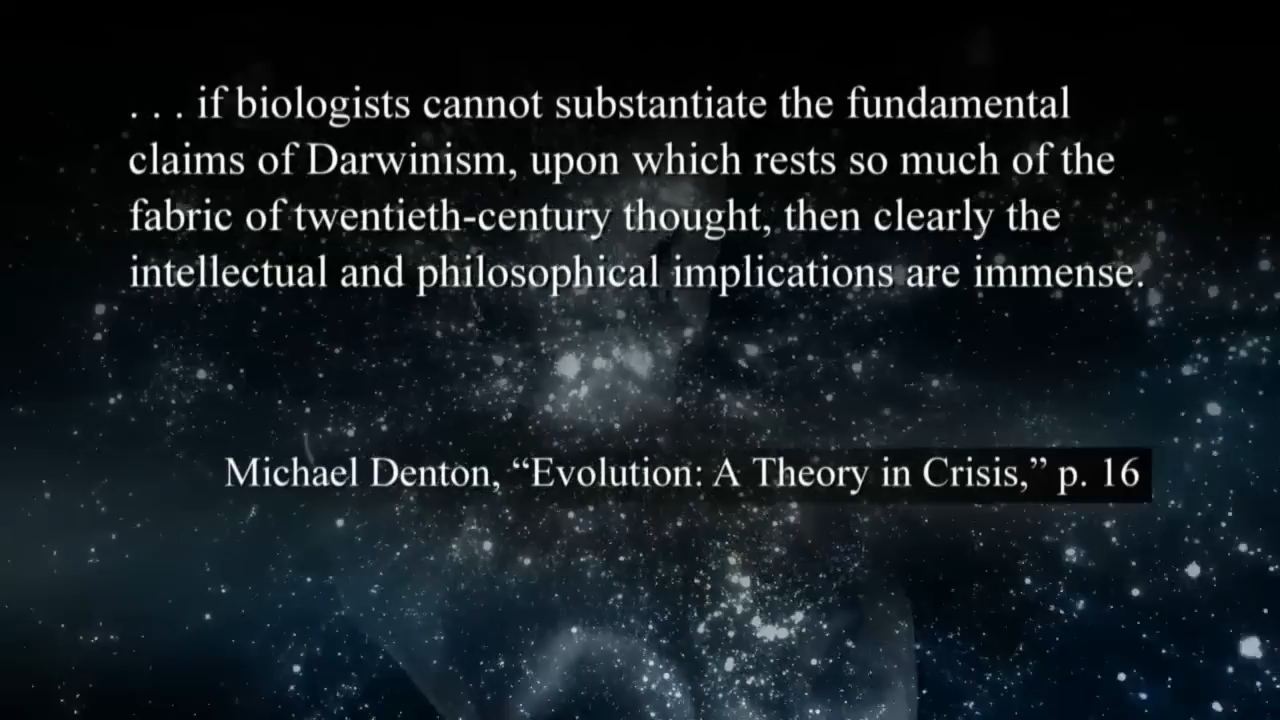 . . . if biologists cannot substantiate the fundamental
claims of Darwinism, upon which rests so much of the
fabric of twentieth-century thought, then clearly the
intellectual and philosophical implications are immense.
Michael Denton, “Evolution: A Theory in Crisis,” p. 16